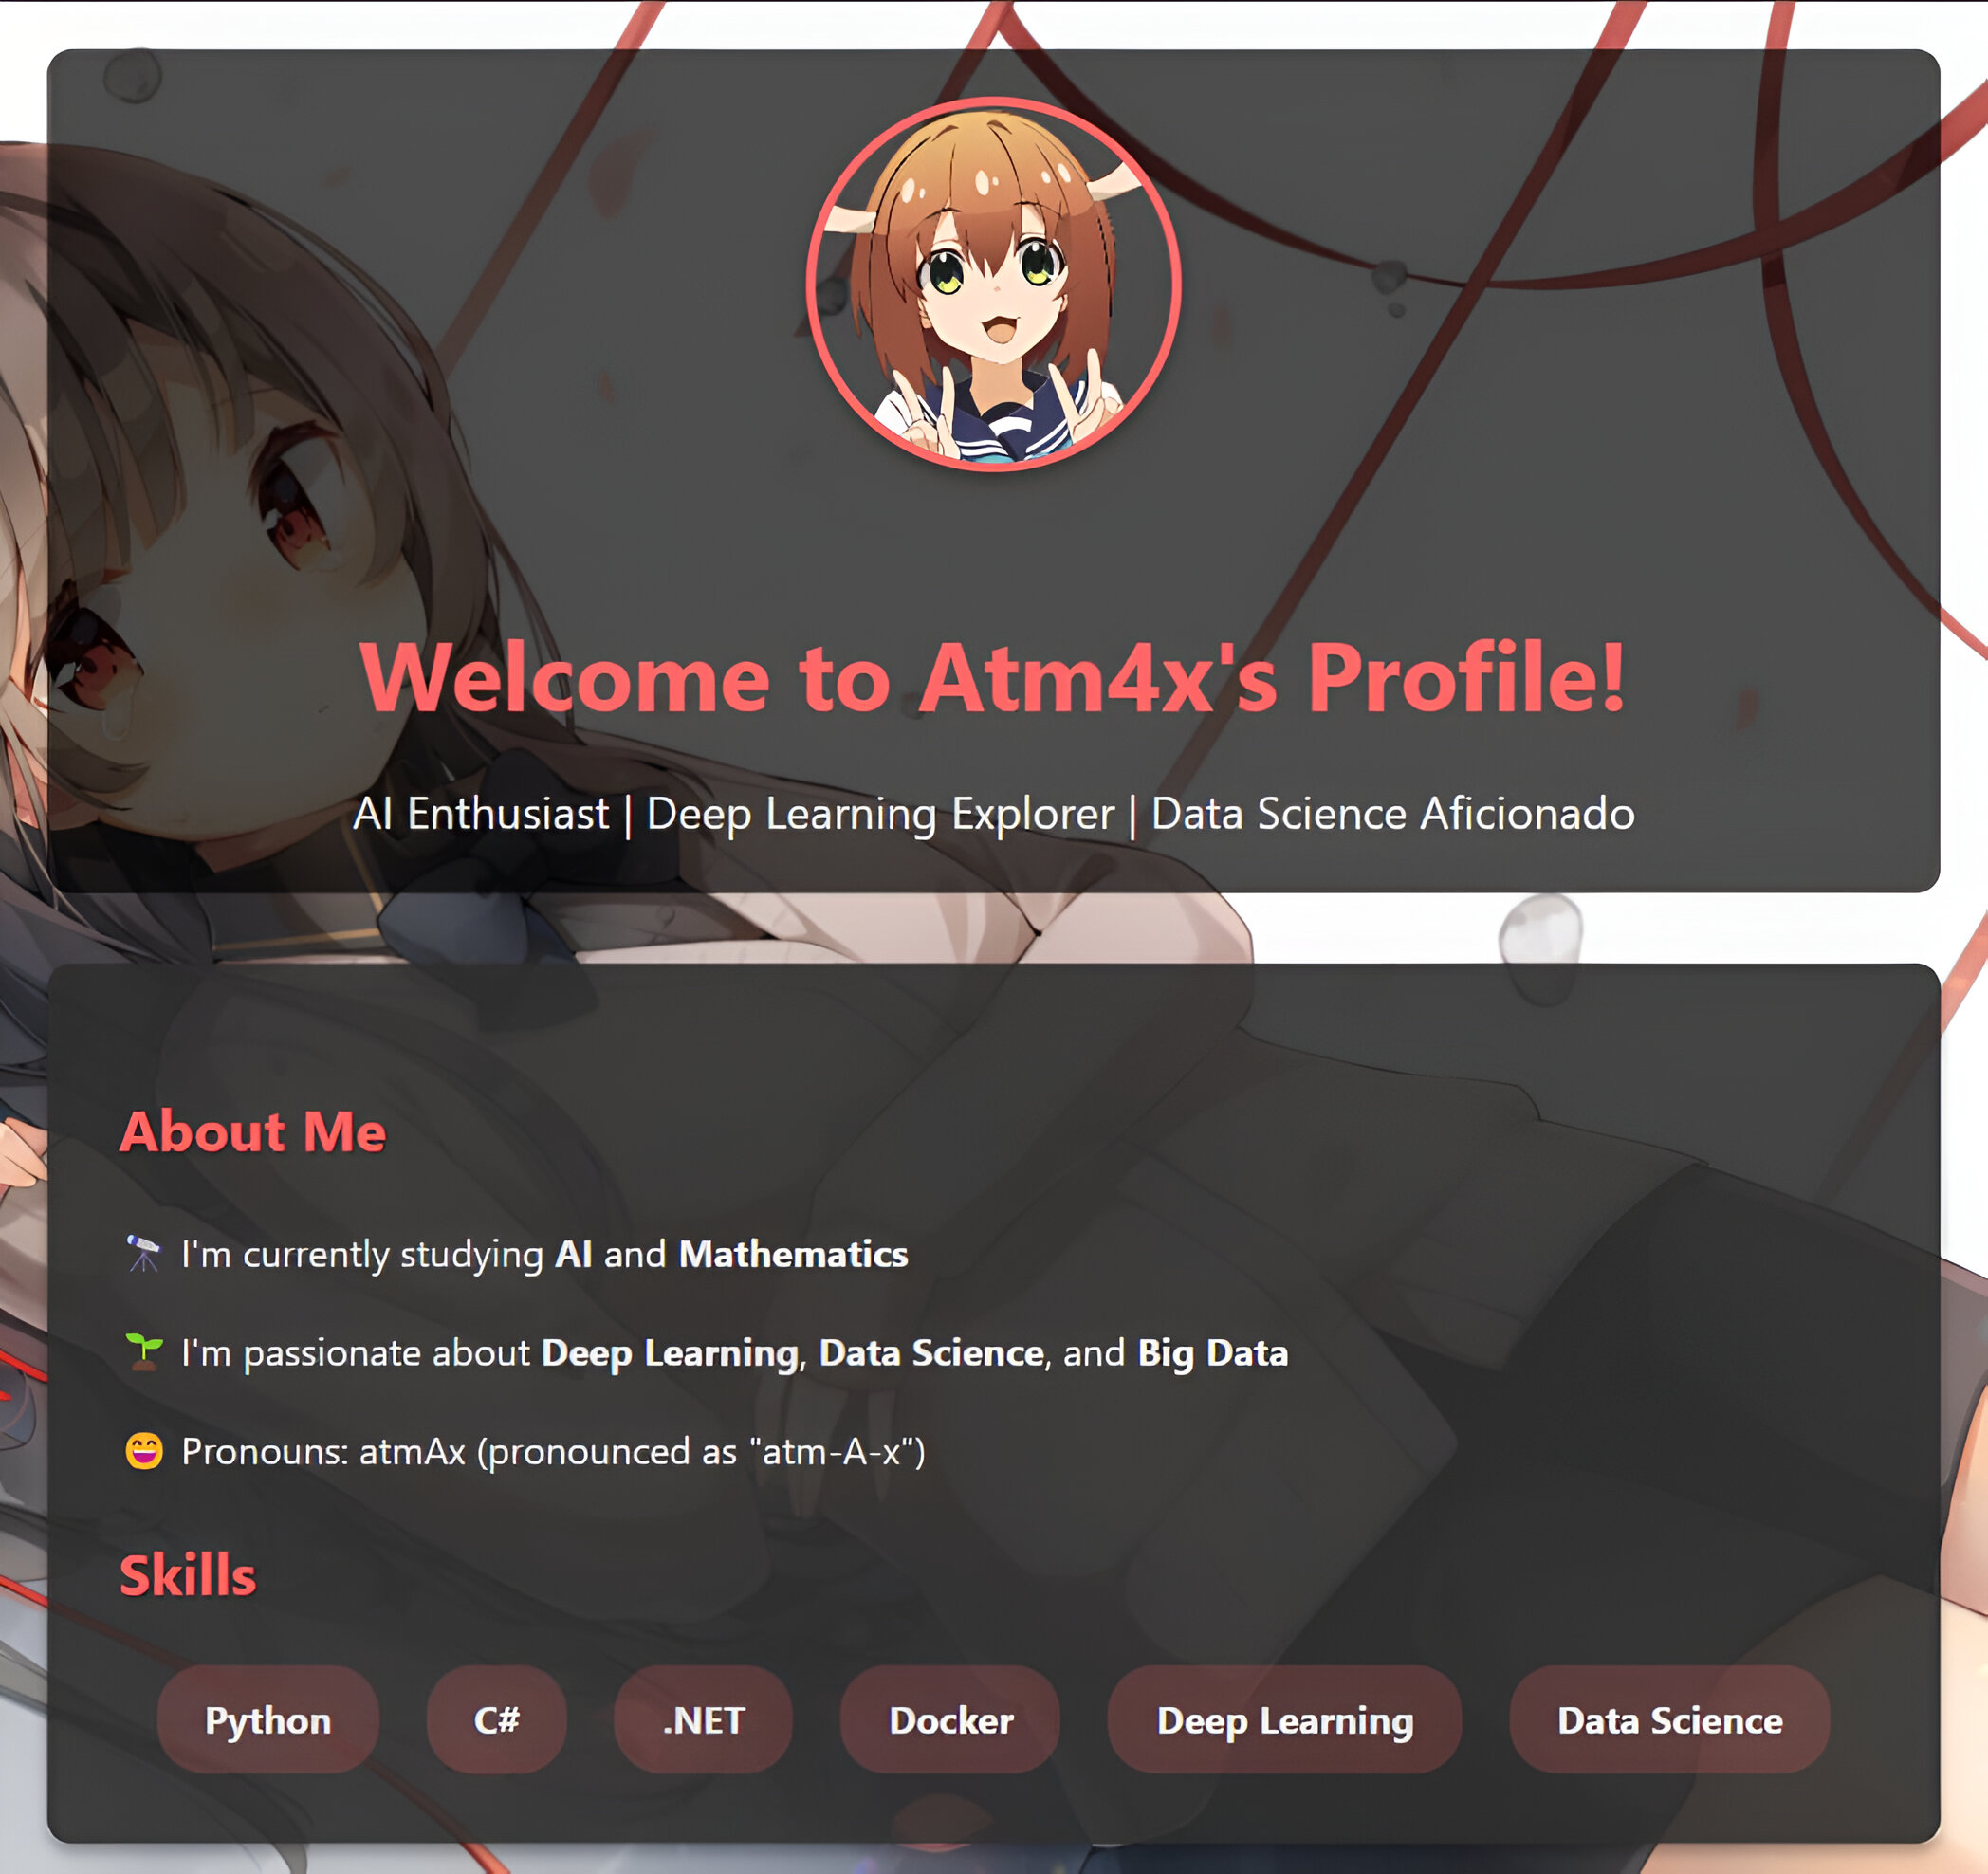 Welcome to Atm4x's Profile!
AI Enthusiast | Deep Learning Explorer | Data Science Aficionado
About Me
🔭 I'm currently studying AI and Mathematics
🌱 I'm passionate about Deep Learning, Data Science, and Big Data
😄 Pronouns: atmAx (pronounced as "atm-A-x")
Skills
Python C# .NET Docker Deep Learning Data Science